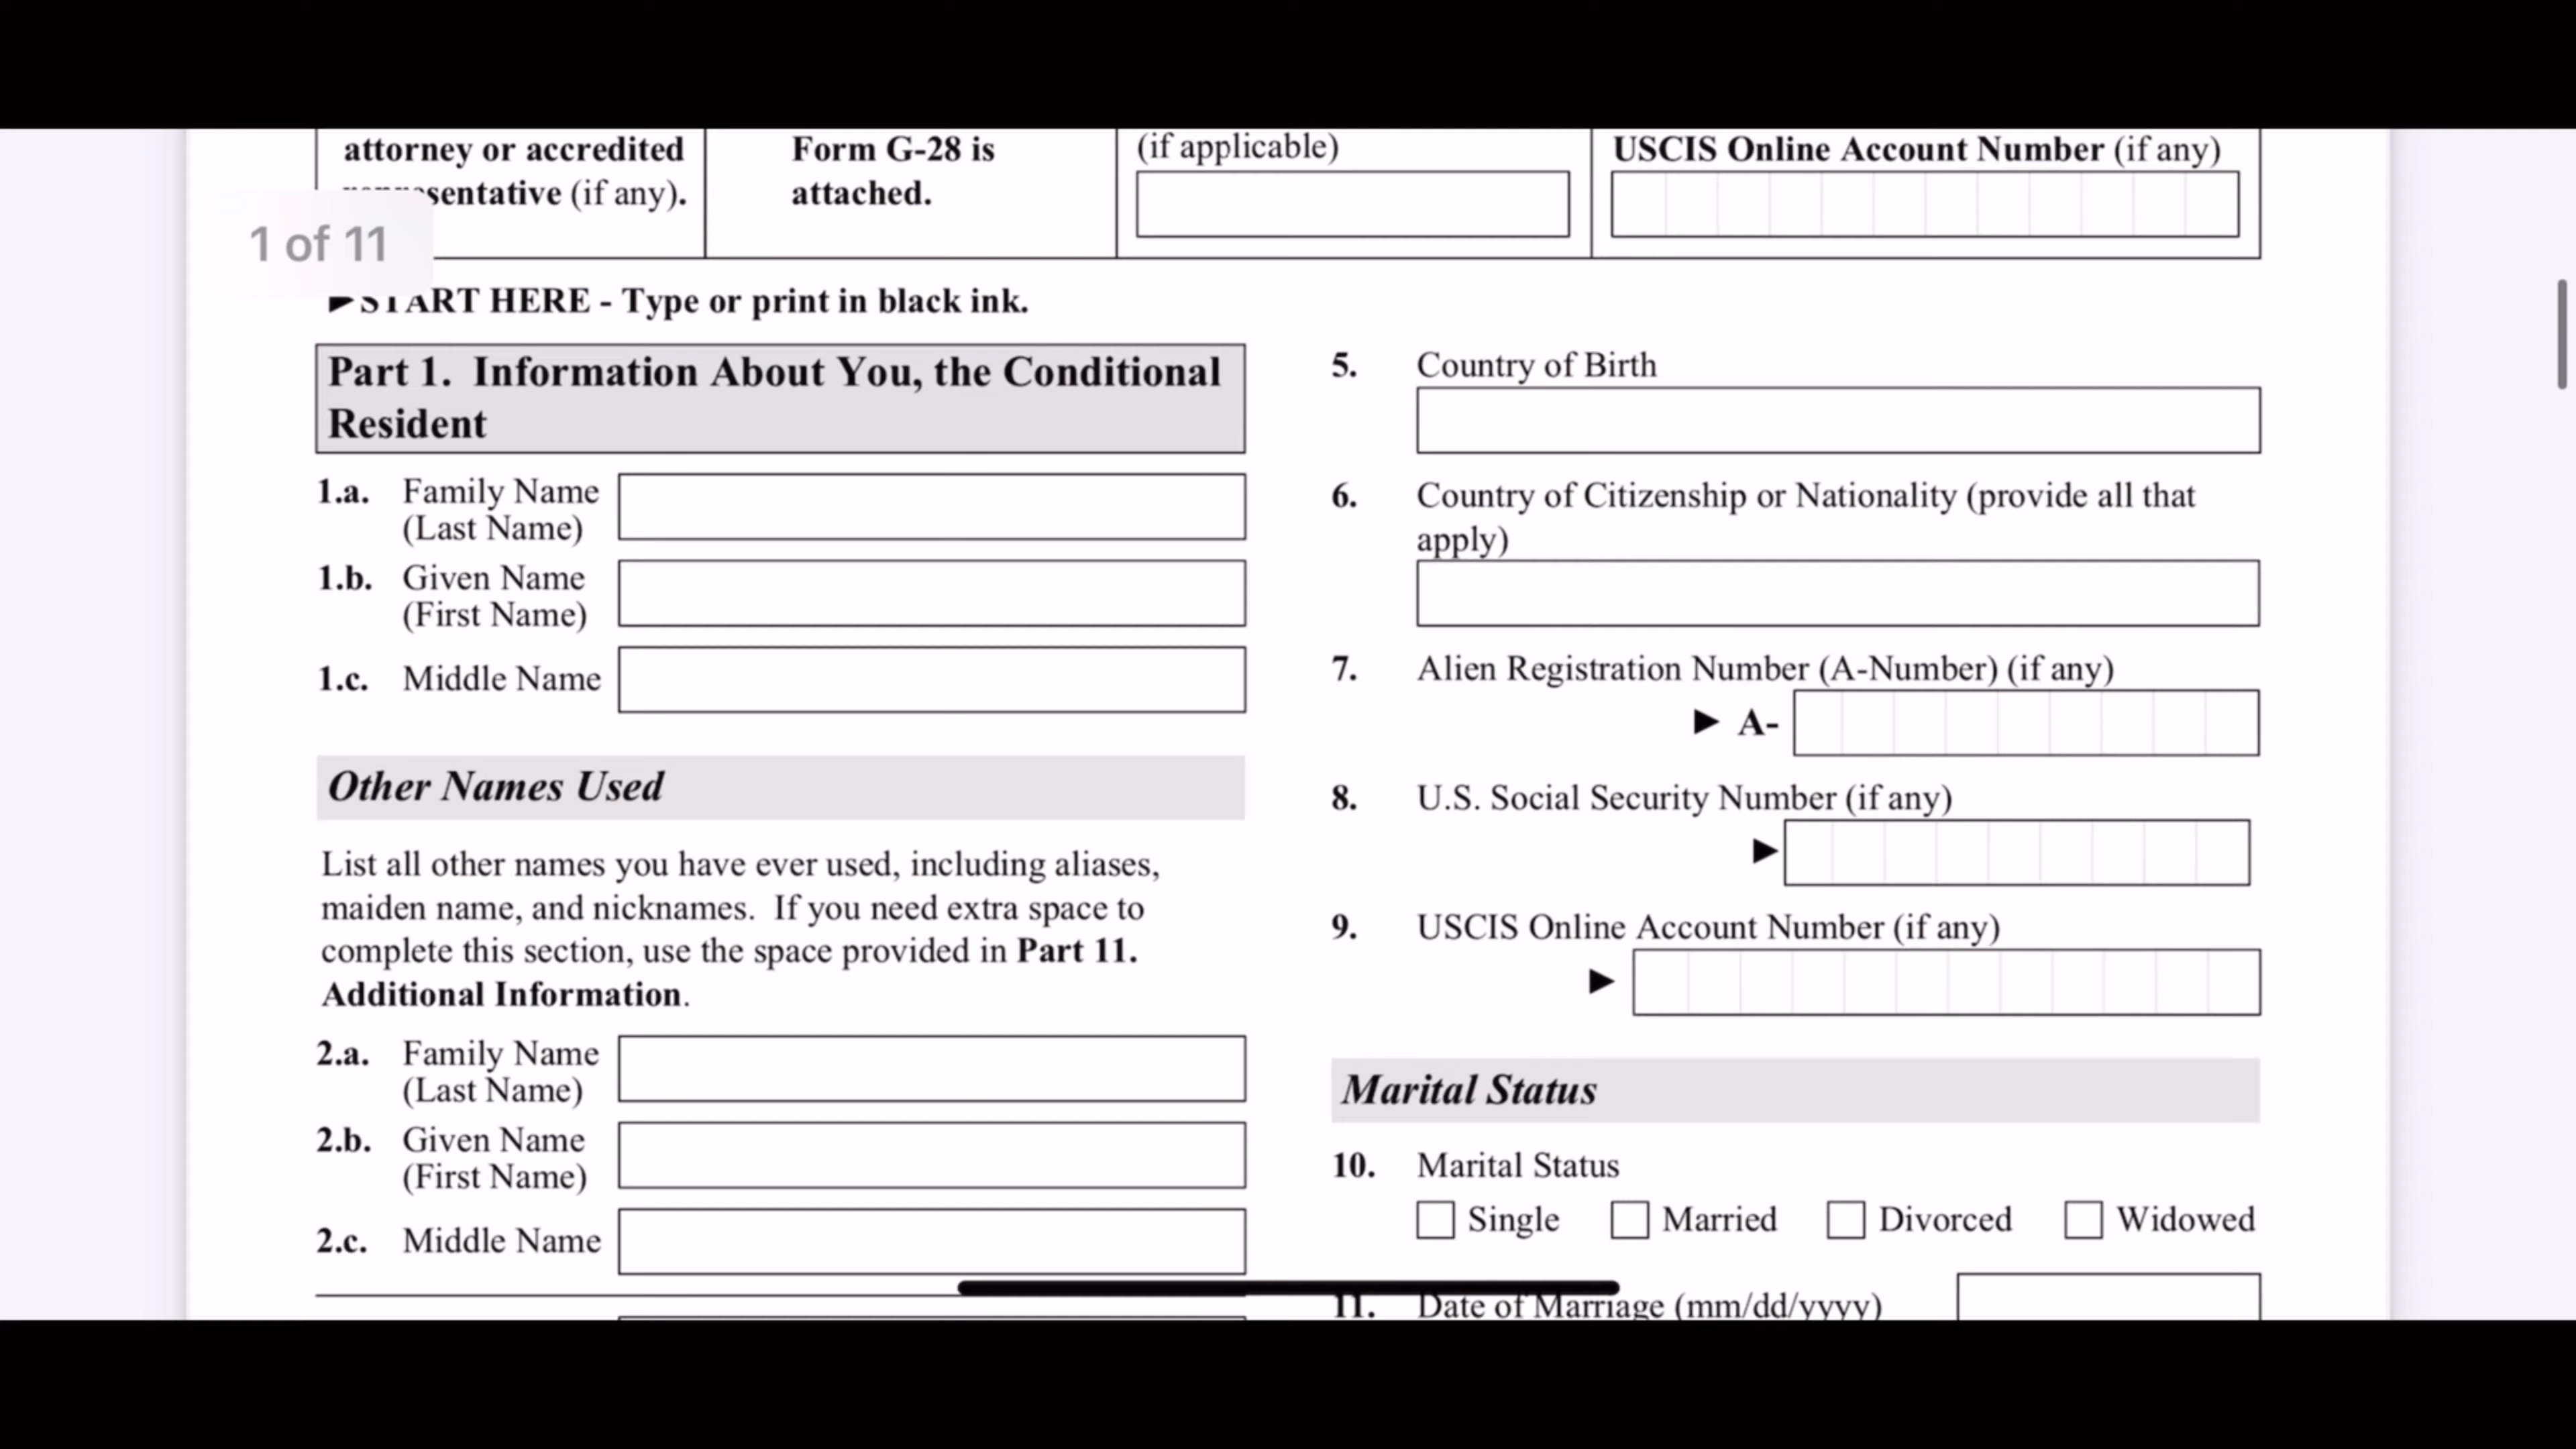 attorney or accredited
representative (if any).
Form G-28 is
attached.
(if applicable)
USCIS Online Account Number (if any)
1 of 11
►START HERE - Type or print in black ink.
Part 1. Information About You, the Conditional
Resident
1.a. Family Name
(Last Name)
1.b. Given Name
(First Name)
1.c. Middle Name
Other Names Used
List all other names you have ever used, including aliases,
maiden name, and nicknames. If you need extra space to
complete this section, use the space provided in Part 11.
Additional Information.
2.a. Family Name
(Last Name)
2.b. Given Name
(First Name)
2.c. Middle Name
5. Country of Birth
6. Country of Citizenship or Nationality (provide all that
apply)
7. Alien Registration Number (A-Number) (if any)
► A-
8. U.S. Social Security Number (if any)
►
9. USCIS Online Account Number (if any)
►
Marital Status
10. Marital Status
Single Married Divorced Widowed
11. Date of Marriage (mm/dd/yyyy)